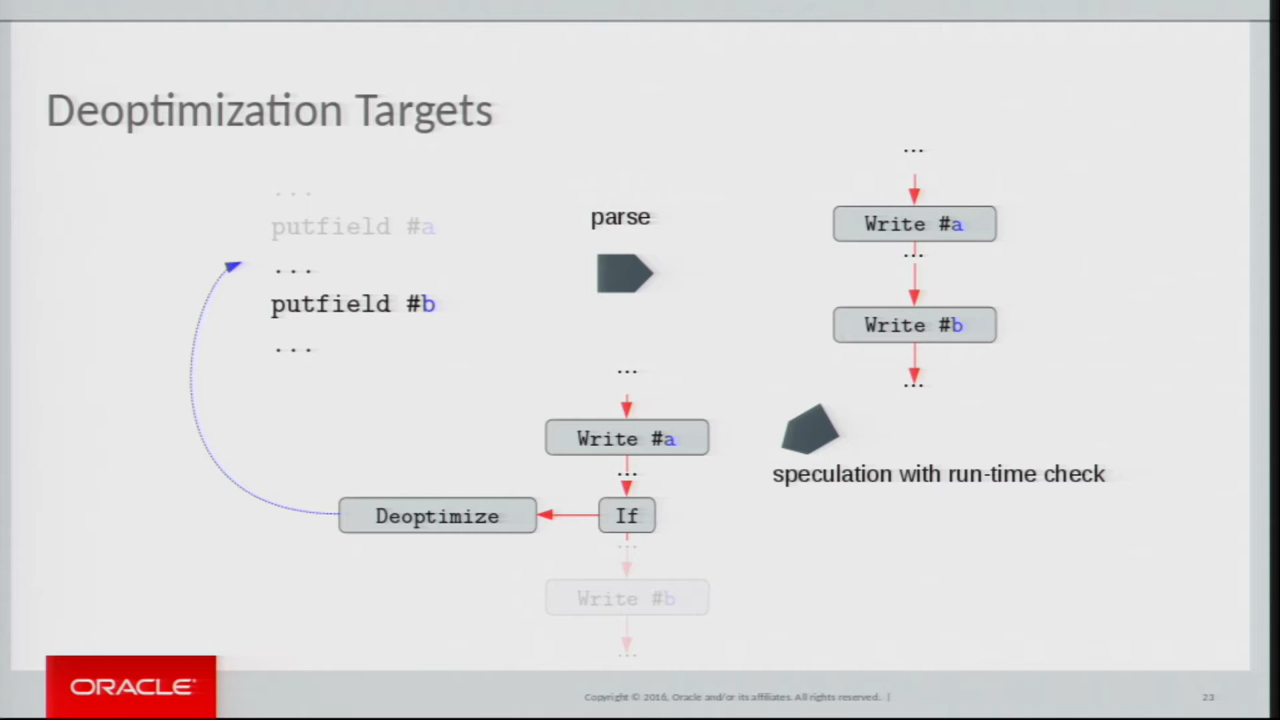 Deoptimization Targets
...
putfield #a
...
putfield #b
...
parse
...
Write #a
...
Write #b
...
speculation with run-time check
...
Write #a
...
If
Deoptimize
...
Write #b
...
ORACLE
Copyright © 2016, Oracle and/or its affiliates. All rights reserved. |
23